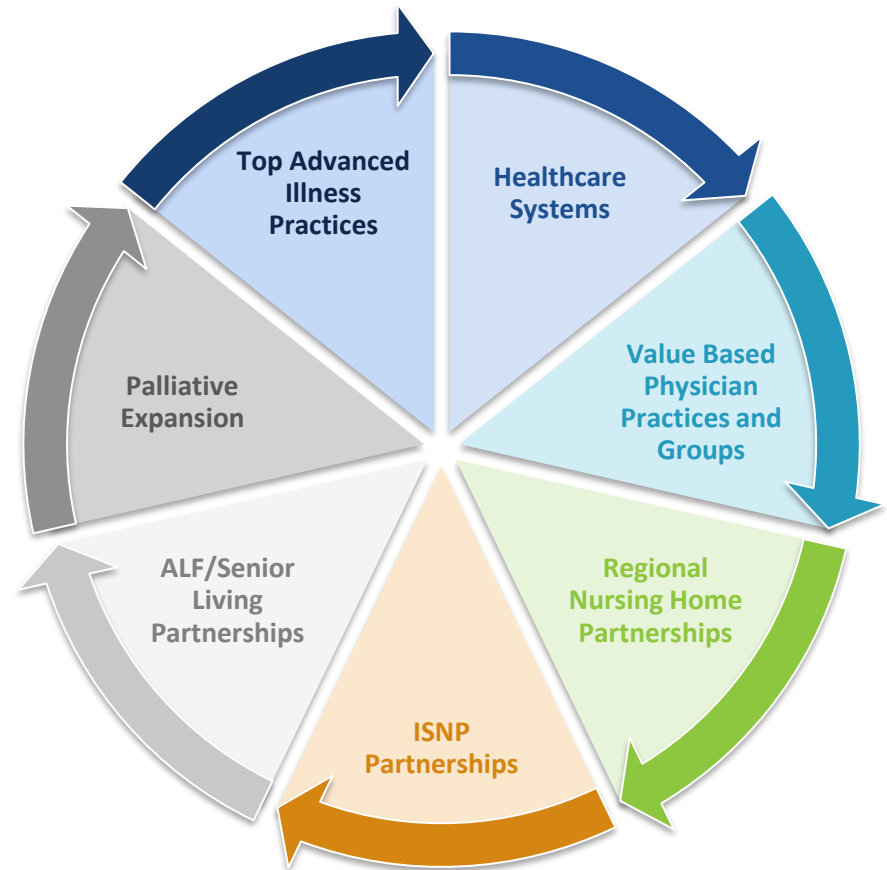 Top Advanced
Illness
Practices
Healthcare
Systems
Value Based
Physician
Practices and
Groups
Regional
Nursing Home
Partnerships
ISNP
Partnerships
ALF/Senior
Living
Partnerships
Palliative
Expansion